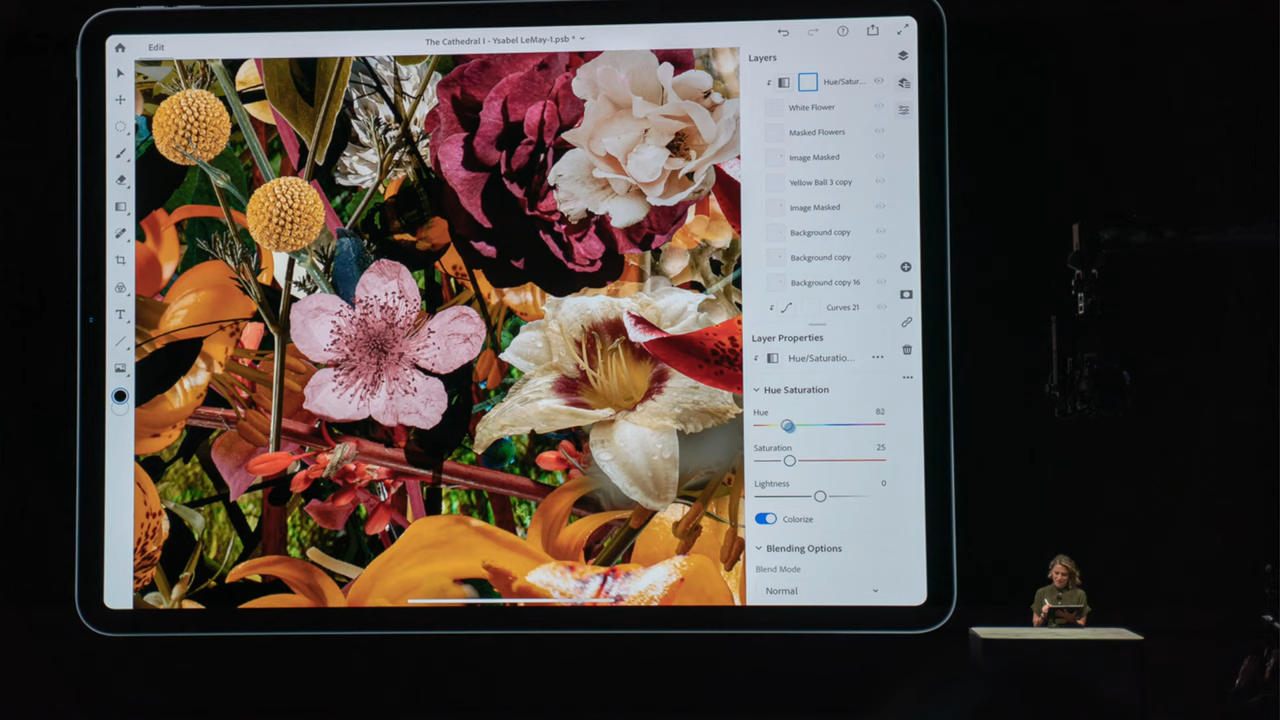 Edit
The Cathedral I - Ysabel LeMay-1.psb *
Layers
Hue/Satur...
White Flower
Masked Flowers
Image Masked
Yellow Ball 3 copy
Image Masked
Background copy
Background copy
Background copy 16
Curves 21
Layer Properties
Hue/Saturatio...
Hue Saturation
Hue 82
Saturation 25
Lightness 0
Colorize
Blending Options
Blend Mode
Normal